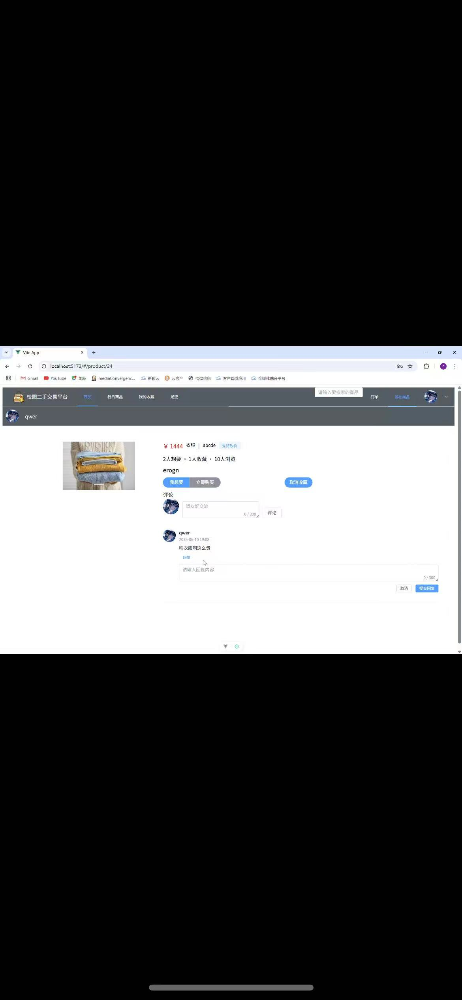 Vite App
localhost:5173/#/product/24
Gmail YouTube 地图 mediaConvergenc... 新移云 云房产 楼盘信息 客户端微应用 全媒体融合平台
校园二手交易平台 商品 我的商品 我的收藏 足迹 请输入要搜索的商品 订单 发布商品
qwer
¥ 1444 衣服 | abcde 支持砍价
2人想要 · 1人收藏 · 10人浏览
erogn
我想要 立即购买 取消收藏
评论
请友好交流
0 / 300
评论
qwer
2025-06-10 19:08
啥衣服啊这么贵
回复
请输入回复内容
0 / 300
取消 提交回复